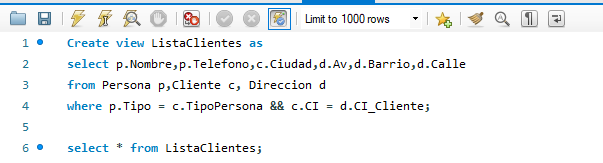 Limit to 1000 rows
1 Create view ListaClientes as
2 select p.Nombre,p.Telefono,c.Ciudad,d.Av,d.Barrio,d.Calle
3 from Persona p,Cliente c, Direccion d
4 where p.Tipo = c.TipoPersona && c.CI = d.CI_Cliente;
5
6 select * from ListaClientes;